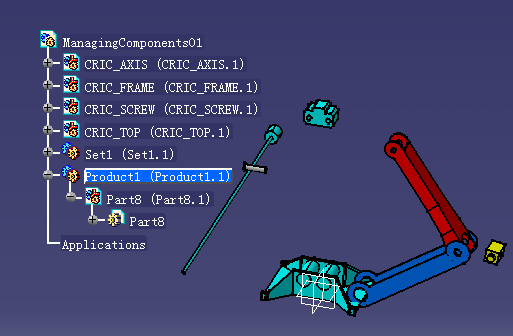 ManagingComponents01
CRIC_AXIS (CRIC_AXIS.1)
CRIC_FRAME (CRIC_FRAME.1)
CRIC_SCREW (CRIC_SCREW.1)
CRIC_TOP (CRIC_TOP.1)
Set1 (Set1.1)
Product1 (Product1.1)
Part8 (Part8.1)
Part8
Applications